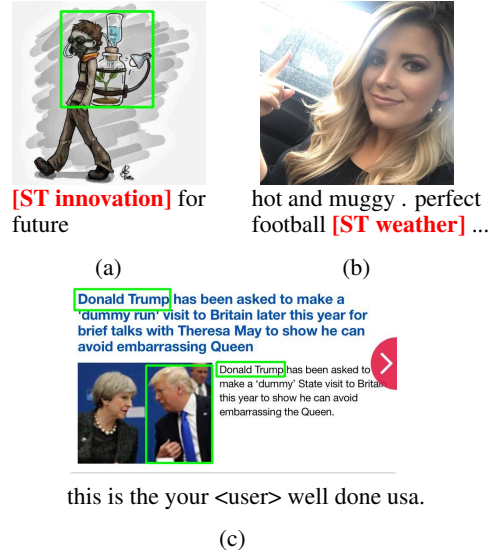 [ST innovation] for
future
(a)
hot and muggy . perfect
football [ST weather] ...
(b)
Donald Trump has been asked to make a
'dummy run' visit to Britain later this year for
brief talks with Theresa May to show he can
avoid embarrassing Queen
Donald Trump has been asked to
make a 'dummy' State visit to Britain
this year to show he can avoid
embarrassing the Queen.
this is the your <user> well done usa.
(c)